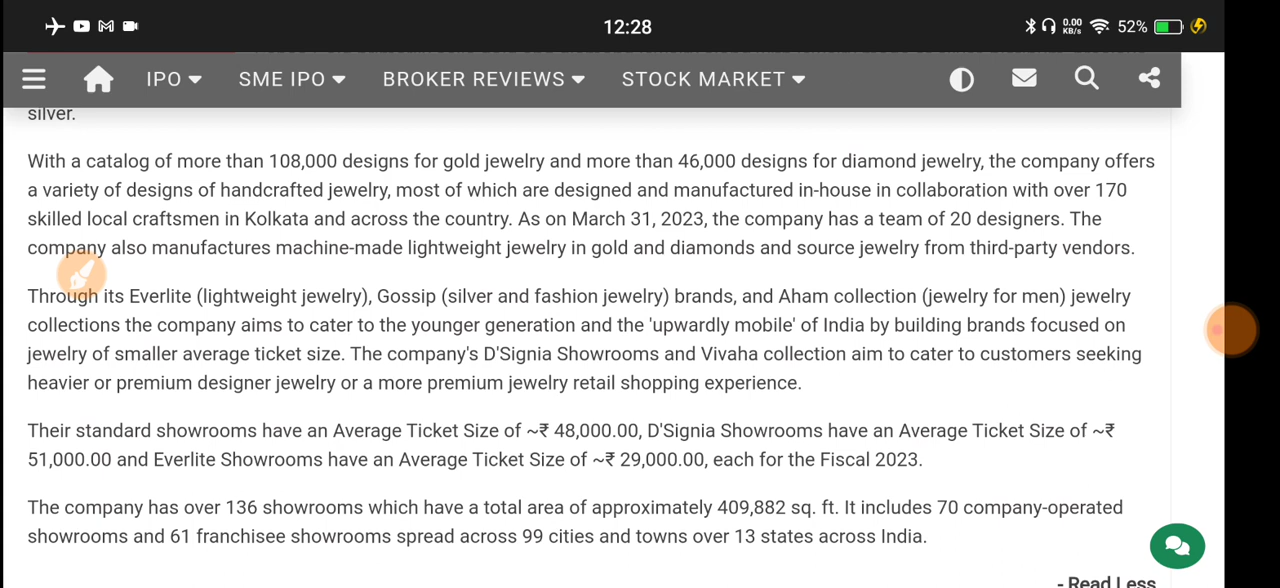 12:28
0.00 KB/s
52%
IPO
SME IPO
BROKER REVIEWS
STOCK MARKET
silver.
With a catalog of more than 108,000 designs for gold jewelry and more than 46,000 designs for diamond jewelry, the company offers
a variety of designs of handcrafted jewelry, most of which are designed and manufactured in-house in collaboration with over 170
skilled local craftsmen in Kolkata and across the country. As on March 31, 2023, the company has a team of 20 designers. The
company also manufactures machine-made lightweight jewelry in gold and diamonds and source jewelry from third-party vendors.
Through its Everlite (lightweight jewelry), Gossip (silver and fashion jewelry) brands, and Aham collection (jewelry for men) jewelry
collections the company aims to cater to the younger generation and the 'upwardly mobile' of India by building brands focused on
jewelry of smaller average ticket size. The company's D'Signia Showrooms and Vivaha collection aim to cater to customers seeking
heavier or premium designer jewelry or a more premium jewelry retail shopping experience.
Their standard showrooms have an Average Ticket Size of ~₹ 48,000.00, D'Signia Showrooms have an Average Ticket Size of ~₹
51,000.00 and Everlite Showrooms have an Average Ticket Size of ~₹ 29,000.00, each for the Fiscal 2023.
The company has over 136 showrooms which have a total area of approximately 409,882 sq. ft. It includes 70 company-operated
showrooms and 61 franchisee showrooms spread across 99 cities and towns over 13 states across India.
- Read Less